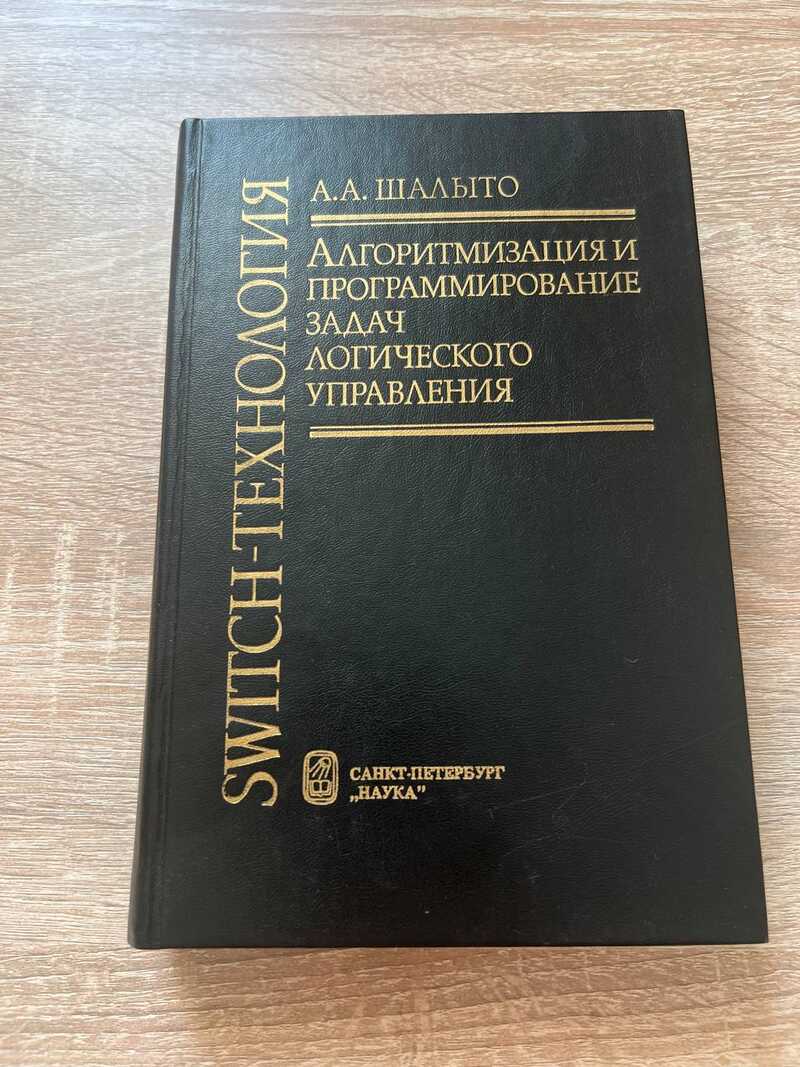 SWITCH-ТЕХНОЛОГИЯ
А.А. ШАЛЫТО
АЛГОРИТМИЗАЦИЯ И
ПРОГРАММИРОВАНИЕ
ЗАДАЧ
ЛОГИЧЕСКОГО
УПРАВЛЕНИЯ
САНКТ-ПЕТЕРБУРГ
„НАУКА”